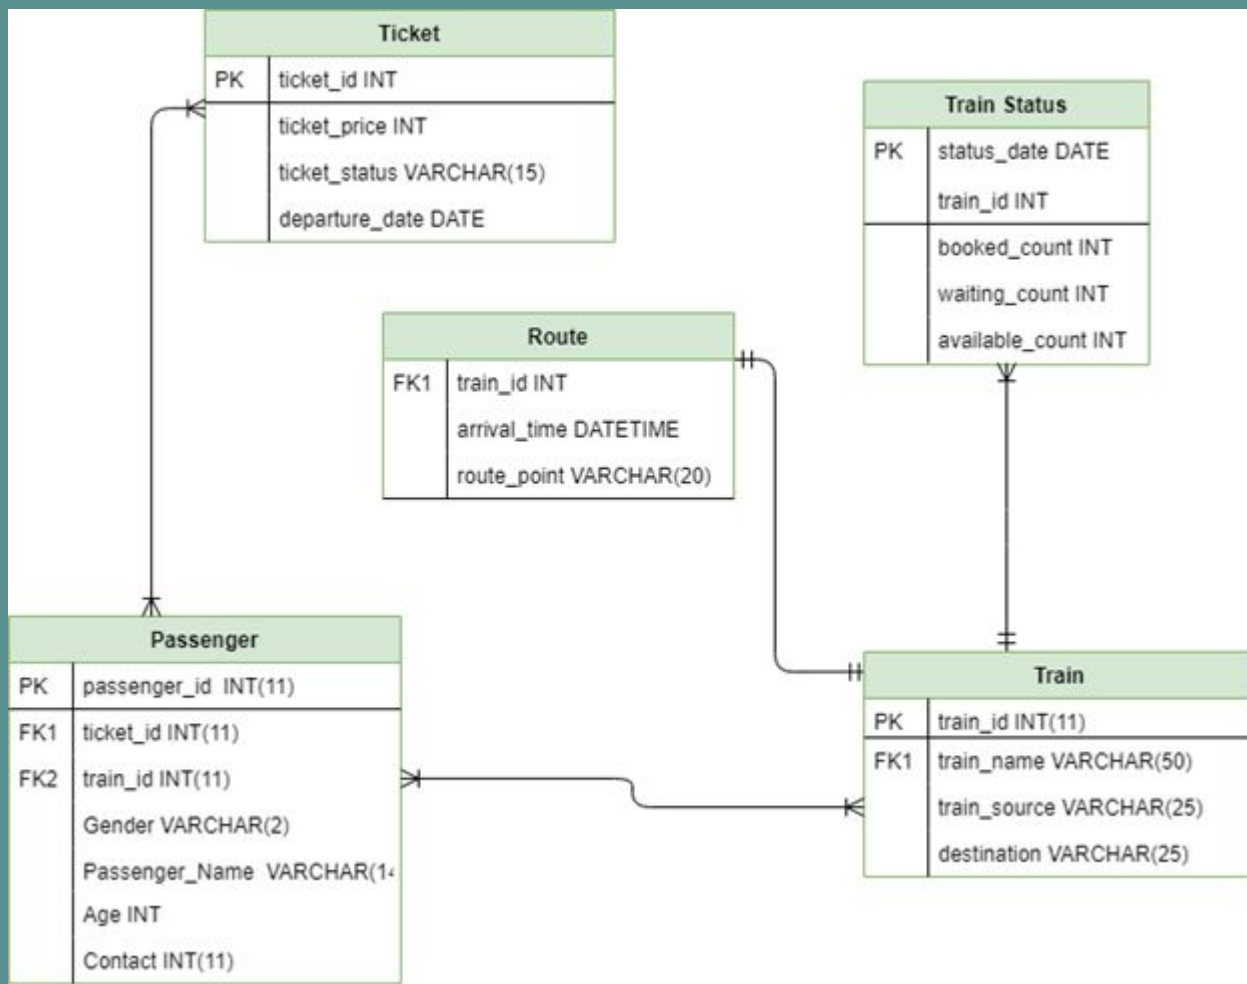 Ticket
PK ticket_id INT
ticket_price INT
ticket_status VARCHAR(15)
departure_date DATE
Train Status
PK status_date DATE
train_id INT
booked_count INT
waiting_count INT
available_count INT
Route
FK1 train_id INT
arrival_time DATETIME
route_point VARCHAR(20)
Passenger
PK passenger_id INT(11)
FK1 ticket_id INT(11)
FK2 train_id INT(11)
Gender VARCHAR(2)
Passenger_Name VARCHAR(1
Age INT
Contact INT(11)
Train
PK train_id INT(11)
FK1 train_name VARCHAR(50)
train_source VARCHAR(25)
destination VARCHAR(25)